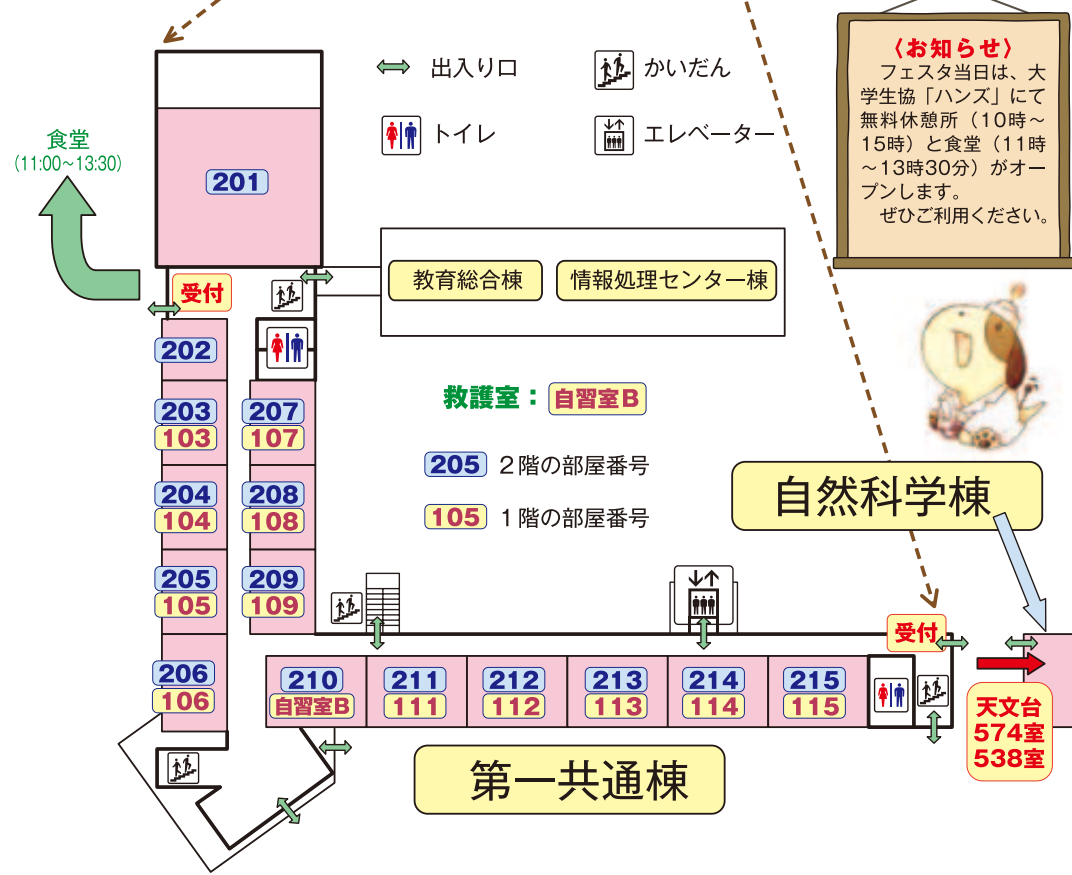 〈お知らせ〉
フェスタ当日は、大
学生協「ハンズ」にて
無料休憩所（10時～
15時）と食堂（11時
～13時30分）がオー
プンします。
ぜひご利用ください。
出入り口
かいだん
トイレ
エレベーター
食堂
(11:00~13:30)
201
教育総合棟
情報処理センター棟
受付
202
203
103
207
107
救護室：自習室B
204
104
208
108
205 2階の部屋番号
105 1階の部屋番号
自然科学棟
205
105
209
109
受付
206
106
210
自習室B
211
111
212
112
213
113
214
114
215
115
天文台
574室
538室
第一共通棟